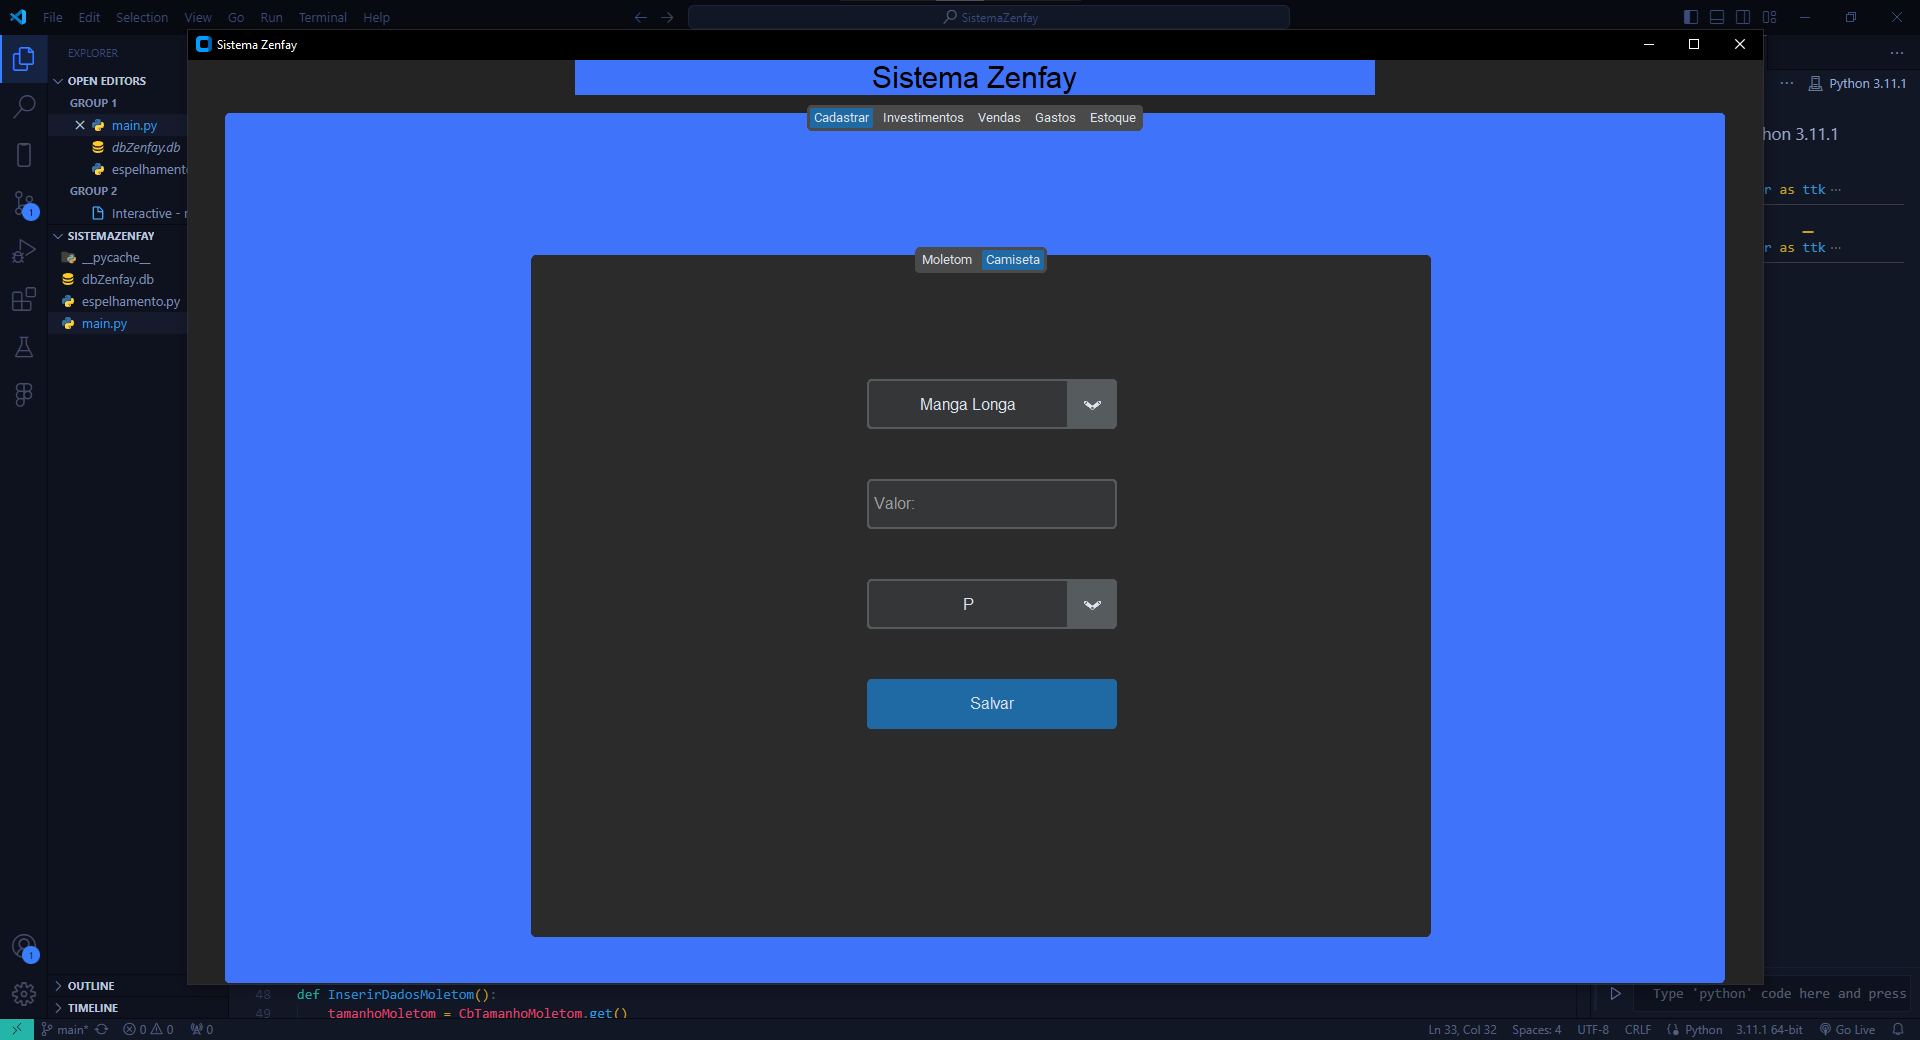 File Edit Selection View Go Run Terminal Help
SistemaZenfay
EXPLORER
OPEN EDITORS
GROUP 1
main.py
dbZenfay.db
espelhamento
GROUP 2
Interactive -
SISTEMAZENFAY
__pycache__
dbZenfay.db
espelhamento.py
main.py
OUTLINE
TIMELINE
Sistema Zenfay
Sistema Zenfay
Cadastrar Investimentos Vendas Gastos Estoque
Moletom Camiseta
Manga Longa
Valor:
P
Salvar
... Python 3.11.1
hon 3.11.1
r as ttk ...
r as ttk ...
48 def InserirDadosMoletom():
49 tamanhoMoletom = CbTamanhoMoletom.get()
Type 'python' code here and press
main* 0 0 0
Ln 33, Col 32 Spaces: 4 UTF-8 CRLF Python 3.11.1 64-bit Go Live